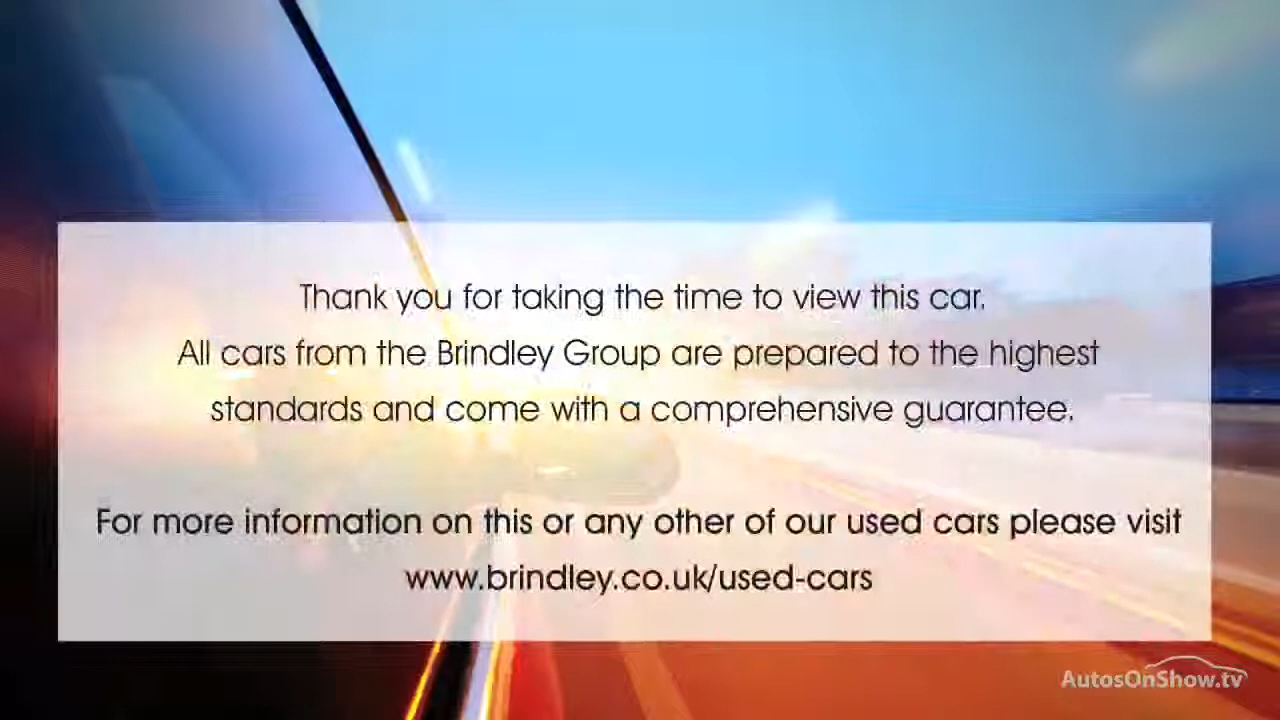 Thank you for taking the time to view this car.
All cars from the Brindley Group are prepared to the highest
standards and come with a comprehensive guarantee.
For more information on this or any other of our used cars please visit
www.brindley.co.uk/used-cars
AutosOnShow.tv